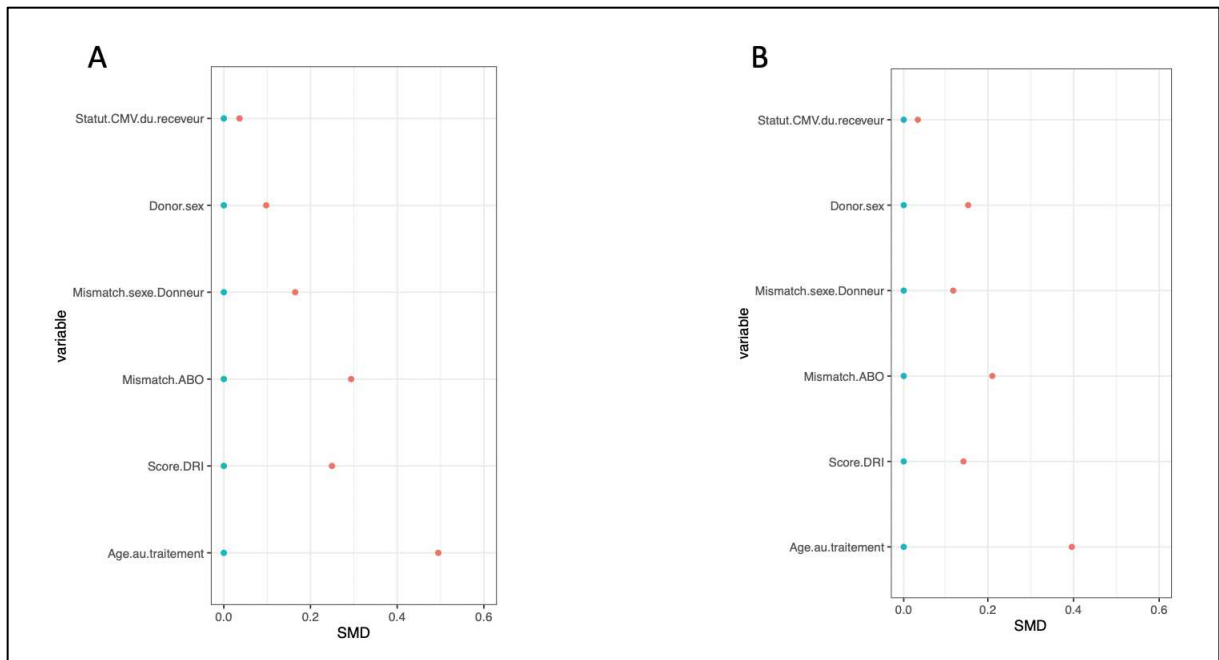 A
Statut.CMV.du.receveur
Donor.sex
Mismatch.sexe.Donneur
Mismatch.ABO
Score.DRI
Age.au.traitement
variable
0.0 0.2 0.4 0.6
SMD
B
Statut.CMV.du.receveur
Donor.sex
Mismatch.sexe.Donneur
Mismatch.ABO
Score.DRI
Age.au.traitement
variable
0.0 0.2 0.4 0.6
SMD